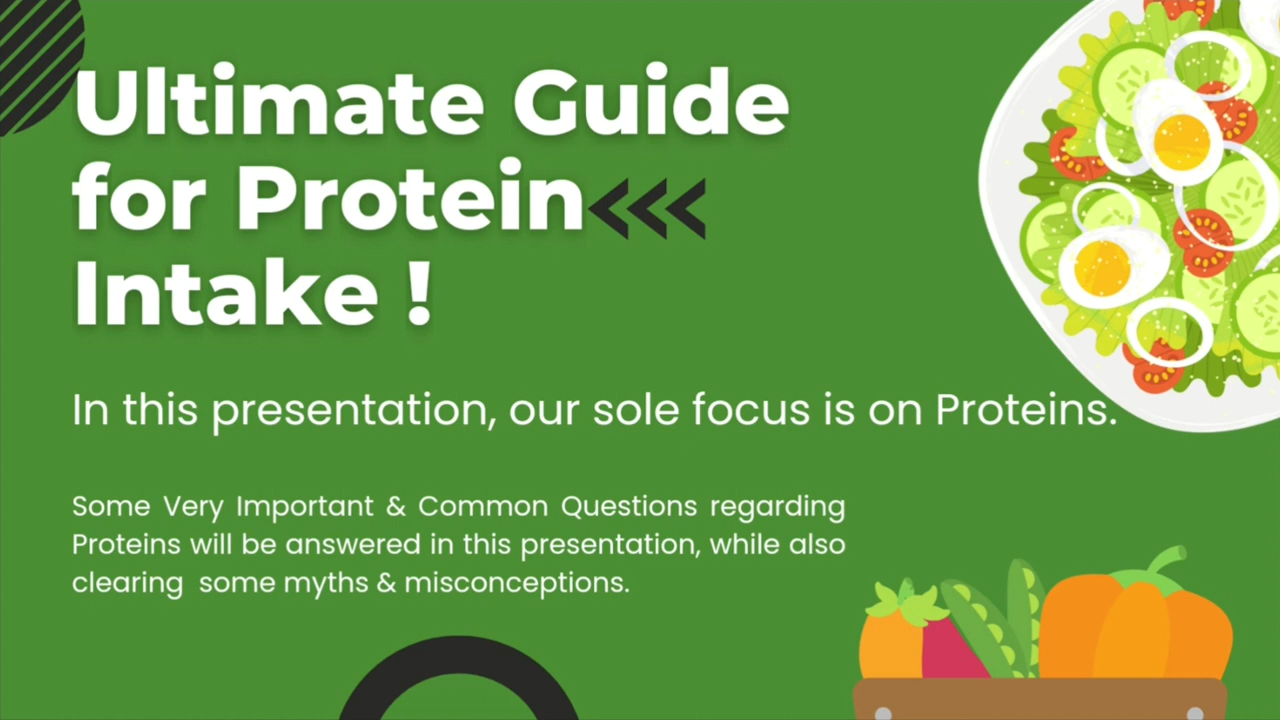 Ultimate Guide
for Protein
Intake !
In this presentation, our sole focus is on Proteins.
Some Very Important & Common Questions regarding
Proteins will be answered in this presentation, while also
clearing  some myths & misconceptions.